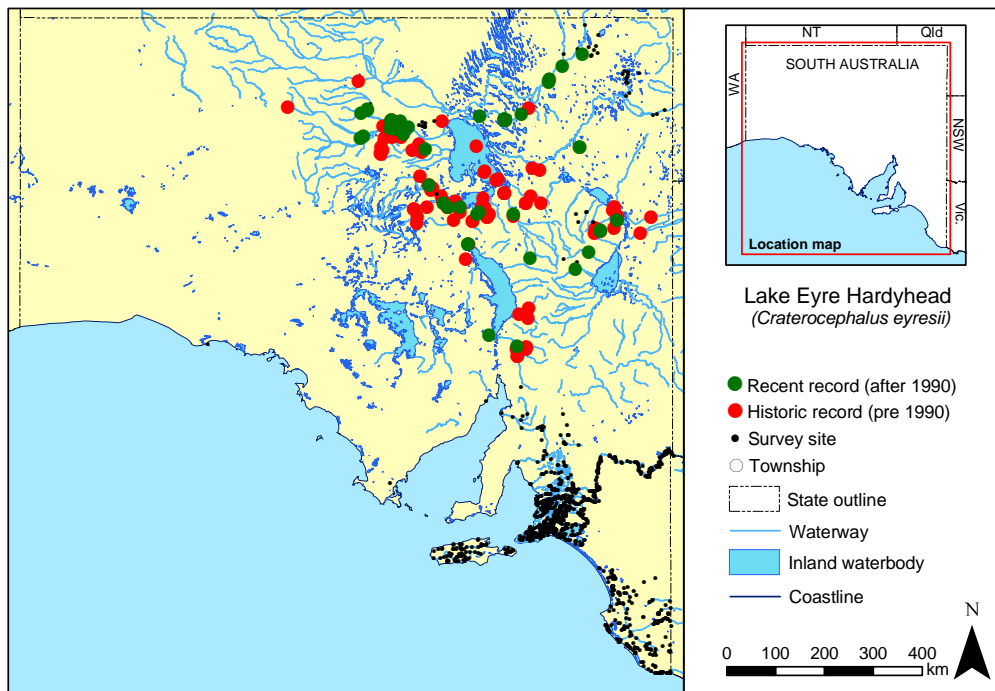 NT
Qld
SOUTH AUSTRALIA
WA
NSW
Vic.
Location map
Lake Eyre Hardyhead
(Craterocephalus eyresii)
Recent record (after 1990)
Historic record (pre 1990)
Survey site
Township
State outline
Waterway
Inland waterbody
Coastline
N
0 100 200 300 400
km